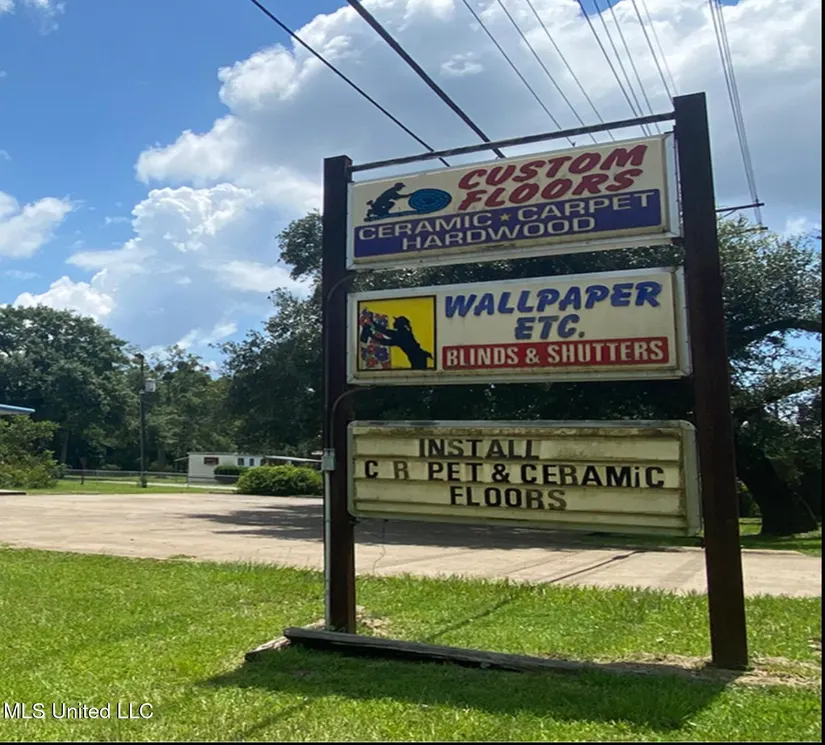 CUSTOM
FLOORS
CERAMIC★CARPET
HARDWOOD
WALLPAPER
ETC.
BLINDS & SHUTTERS
INSTALL
C R PET & CERAMiC
FLOORS
MLS United LLC